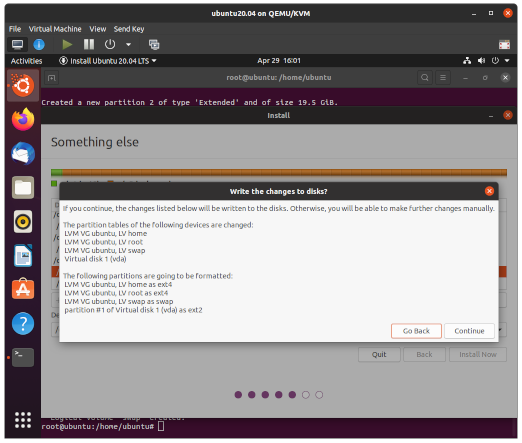 ubuntu20.04 on QEMU/KVM
File Virtual Machine View Send Key
Activities Install Ubuntu 20.04 LTS Apr 29 16:01
root@ubuntu: /home/ubuntu
Created a new partition 2 of type 'Extended' and of size 19.5 GiB.
Install
Something else
Write the changes to disks?
If you continue, the changes listed below will be written to the disks. Otherwise, you will be able to make further changes manually.
The partition tables of the following devices are changed:
LVM VG ubuntu, LV home
LVM VG ubuntu, LV root
LVM VG ubuntu, LV swap
Virtual disk 1 (vda)
The following partitions are going to be formatted:
LVM VG ubuntu, LV home as ext4
LVM VG ubuntu, LV root as ext4
LVM VG ubuntu, LV swap as swap
partition #1 of Virtual disk 1 (vda) as ext2
Go Back Continue
Quit Back Install Now
root@ubuntu:/home/ubuntu#